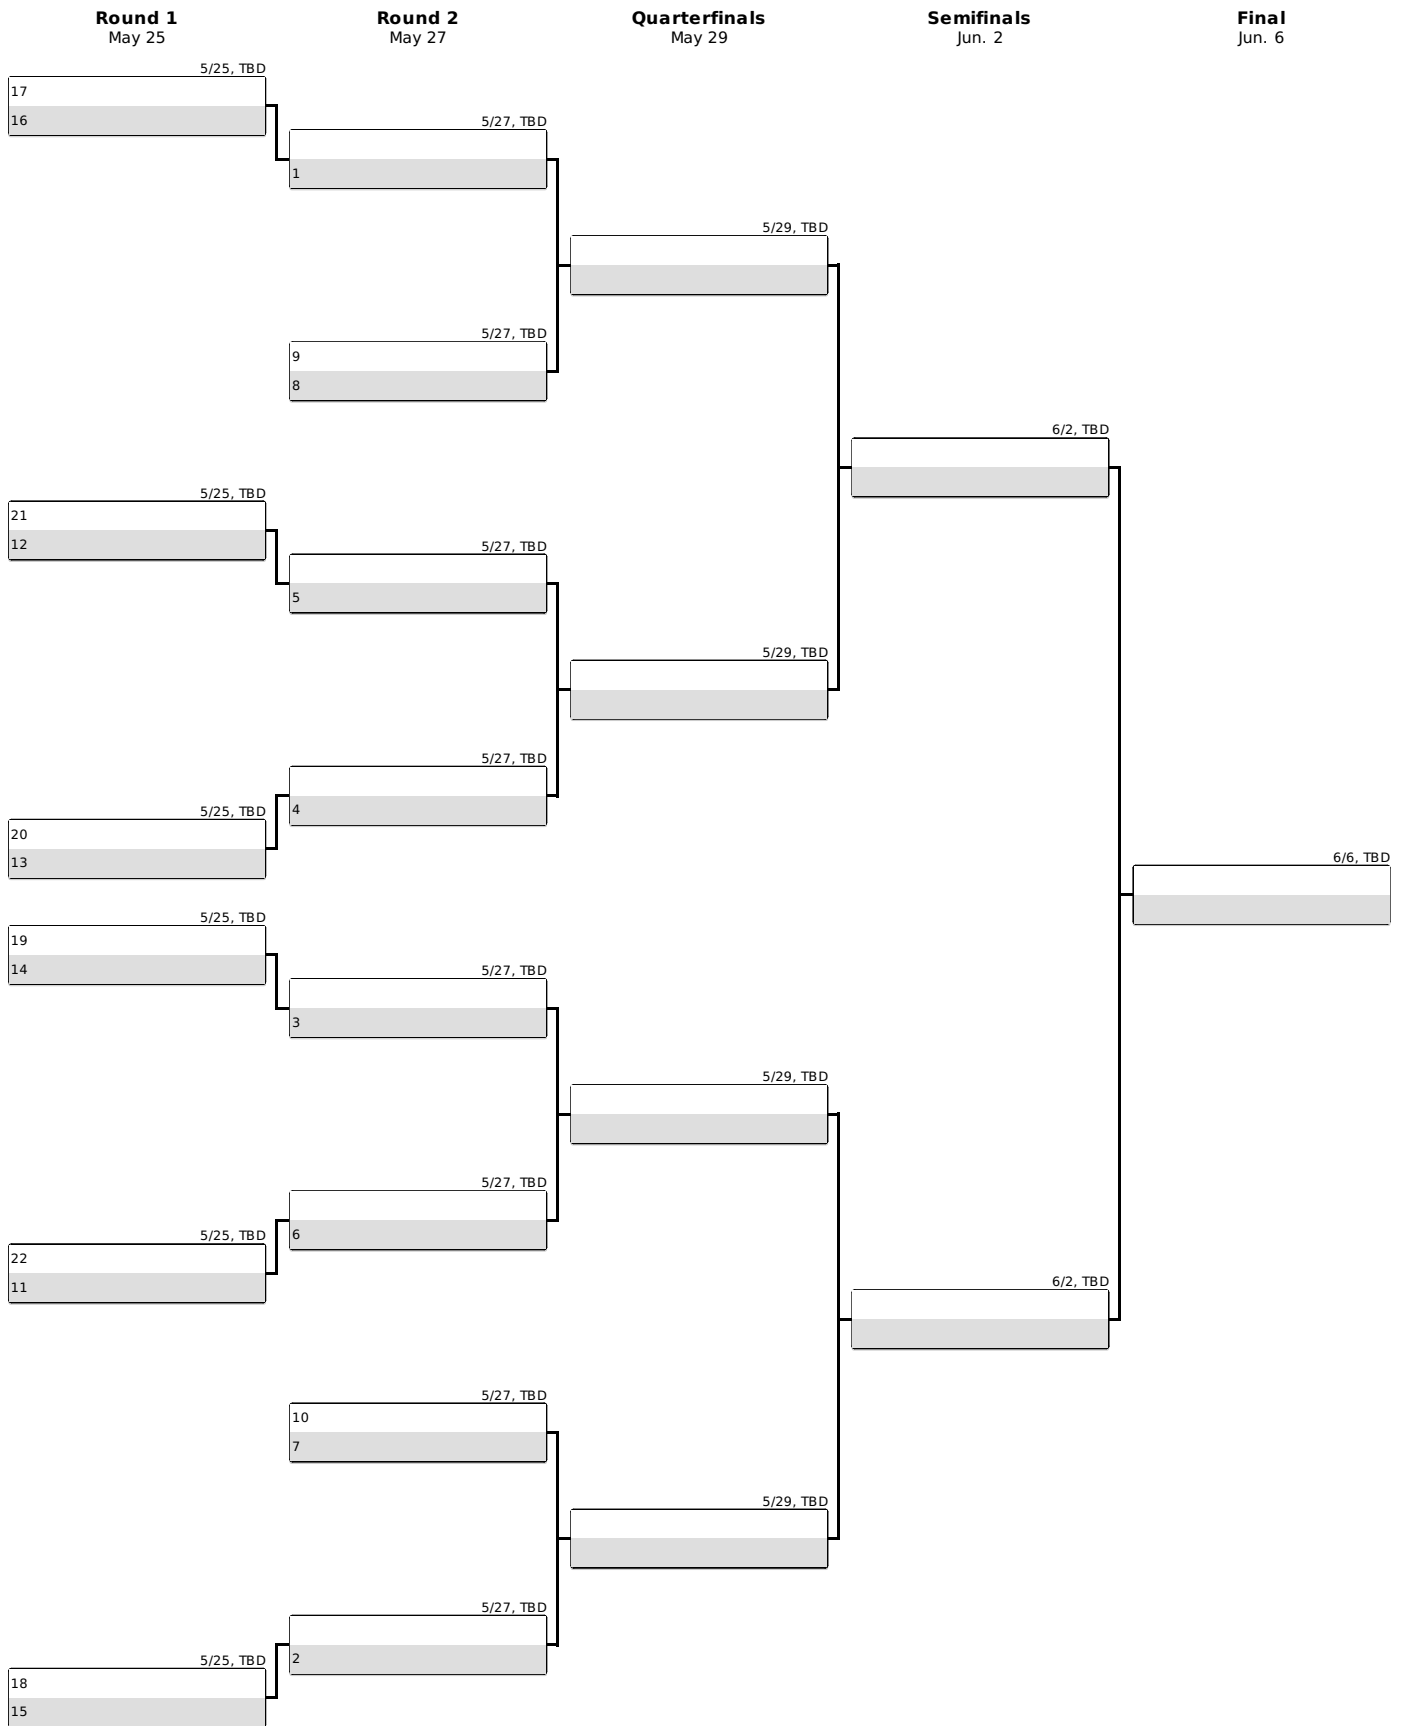 Round 1
May 25
Round 2
May 27
Quarterfinals
May 29
Semifinals
Jun. 2
Final
Jun. 6
5/25, TBD
17
16
5/27, TBD
1
5/29, TBD
5/27, TBD
9
8
6/2, TBD
5/25, TBD
21
12
5/27, TBD
5
5/29, TBD
5/27, TBD
4
5/25, TBD
20
13
6/6, TBD
5/25, TBD
19
14
5/27, TBD
3
5/29, TBD
5/27, TBD
6
5/25, TBD
22
11
6/2, TBD
5/27, TBD
10
7
5/29, TBD
5/27, TBD
2
5/25, TBD
18
15